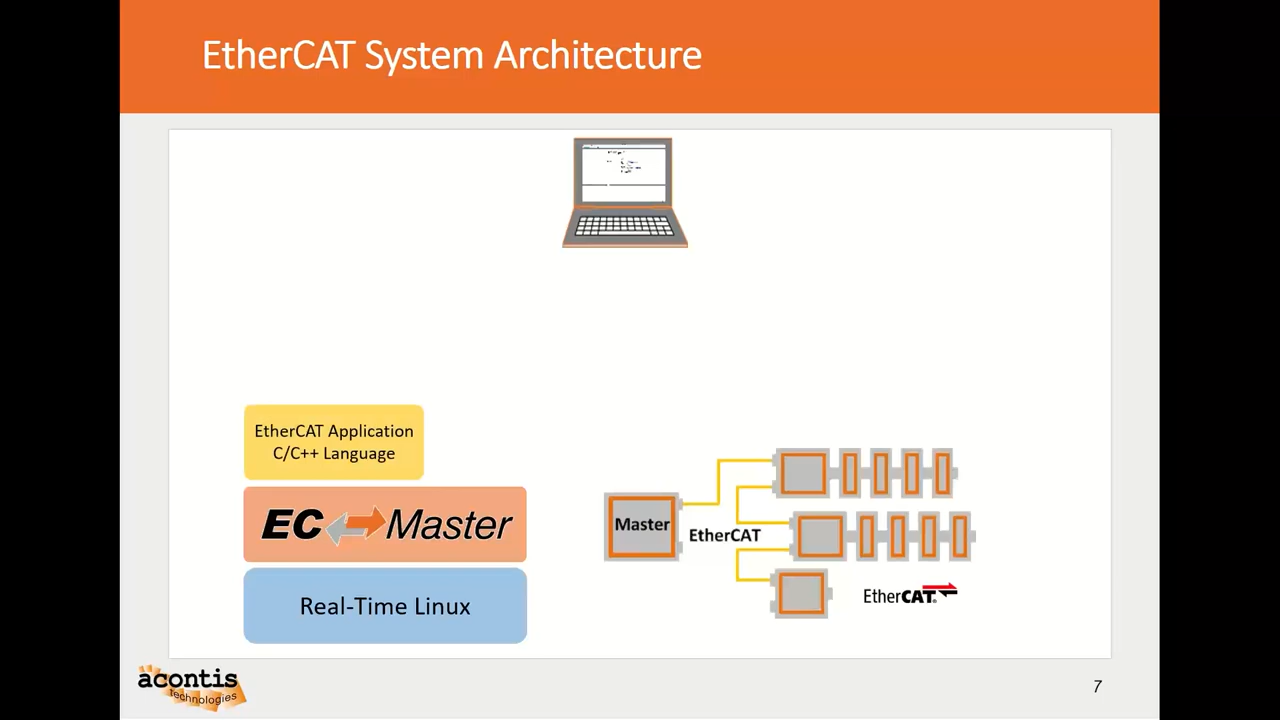 EtherCAT System Architecture
EtherCAT Application
C/C++ Language
EC Master
Real-Time Linux
Master
EtherCAT
EtherCAT
acontis
technologies
7